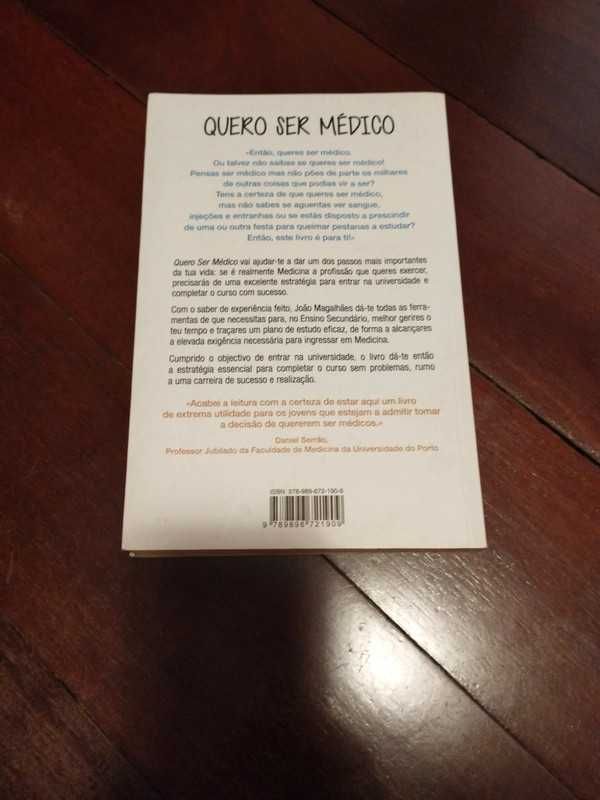 QUERO SER MÉDICO
«Então, queres ser médico.
Ou talvez não saibas se queres ser médico!
Pensas ser médico mas não pões de parte os milhares
de outras coisas que podias vir a ser?
Tens a certeza de que queres ser médico,
mas não sabes se aguentas ver sangue,
injeções e entranhas ou se estás disposto a prescindir
de uma ou outra festa para queimar pestanas a estudar?
Então, este livro é para ti!»
Quero Ser Médico vai ajudar-te a dar um dos passos mais importantes
da tua vida: se é realmente Medicina a profissão que queres exercer,
precisarás de uma excelente estratégia para entrar na universidade e
completar o curso com sucesso.
Com o saber de experiência feito, João Magalhães dá-te todas as ferra-
mentas de que necessitas para, no Ensino Secundário, melhor gerires o
teu tempo e traçares um plano de estudo eficaz, de forma a alcançares
a elevada exigência necessária para ingressar em Medicina.
Cumprido o objectivo de entrar na universidade, o livro dá-te então
a estratégia essencial para completar o curso sem problemas, rumo
a uma carreira de sucesso e realização.
«Acabei a leitura com a certeza de estar aqui um livro
de extrema utilidade para os jovens que estejam a admitir tomar
a decisão de quererem ser médicos.»
Daniel Serrão,
Professor Jubilado da Faculdade de Medicina da Universidade do Porto
ISBN: 978-989-672-190-9
9 789896 721909